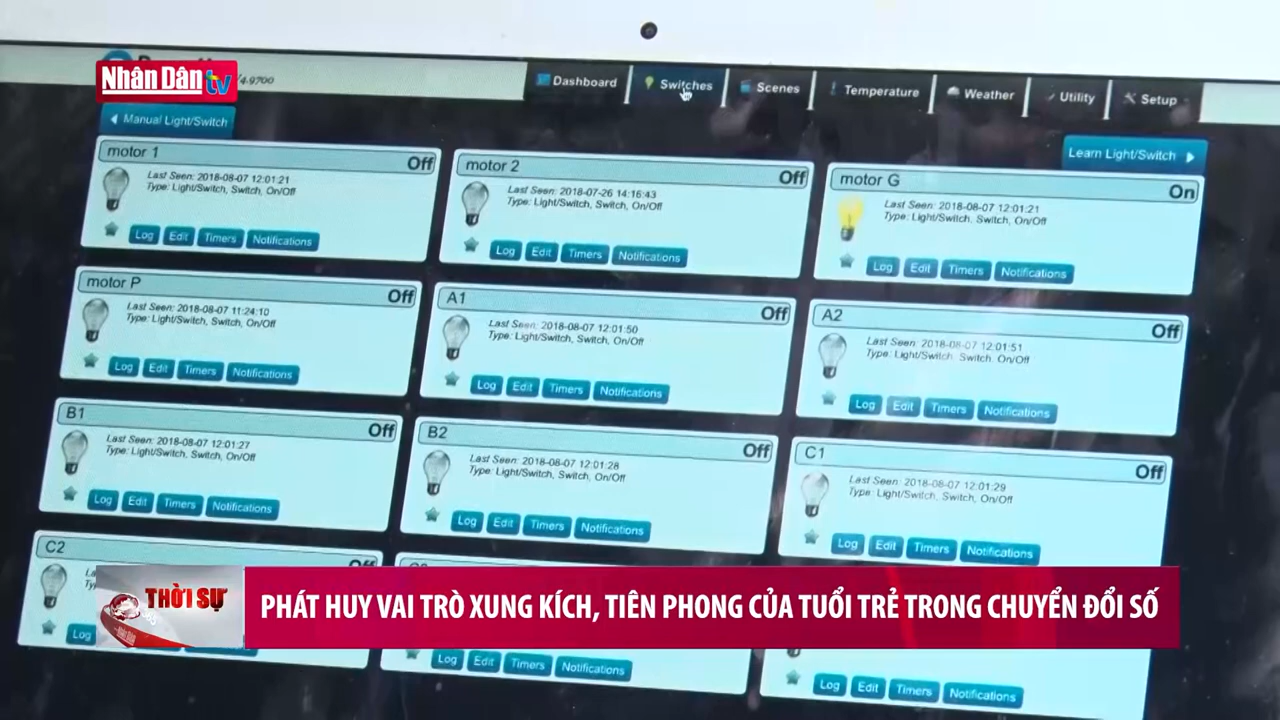 Nhân Dân tv
Dashboard
Switches
Scenes
Temperature
Weather
Utility
Setup
Manual Light/Switch
Learn Light/Switch
motor 1
Off
Last Seen: 2018-08-07 12:01:21
Type: Light/Switch, Switch, On/Off
Log Edit Timers Notifications
motor 2
Off
Last Seen: 2018-07-26 14:16:43
Type: Light/Switch, Switch, On/Off
Log Edit Timers Notifications
motor G
On
Last Seen: 2018-08-07 12:01:21
Type: Light/Switch, Switch, On/Off
Log Edit Timers Notifications
motor P
Off
Last Seen: 2018-08-07 11:24:10
Type: Light/Switch, Switch, On/Off
Log Edit Timers Notifications
A1
Off
Last Seen: 2018-08-07 12:01:50
Type: Light/Switch, Switch, On/Off
Log Edit Timers Notifications
A2
Off
Last Seen: 2018-08-07 12:01:51
Type: Light/Switch, Switch, On/Off
Log Edit Timers Notifications
B1
Off
Last Seen: 2018-08-07 12:01:27
Type: Light/Switch, Switch, On/Off
Log Edit Timers Notifications
B2
Off
Last Seen: 2018-08-07 12:01:28
Type: Light/Switch, Switch, On/Off
Log Edit Timers Notifications
C1
Off
Last Seen: 2018-08-07 12:01:29
Type: Light/Switch, Switch, On/Off
Log Edit Timers Notifications
C2
Off
Log
THỜI SỰ
PHÁT HUY VAI TRÒ XUNG KÍCH, TIÊN PHONG CỦA TUỔI TRẺ TRONG CHUYỂN ĐỔI SỐ
Log Edit Timers Notifications
Log Edit Timers Notifications